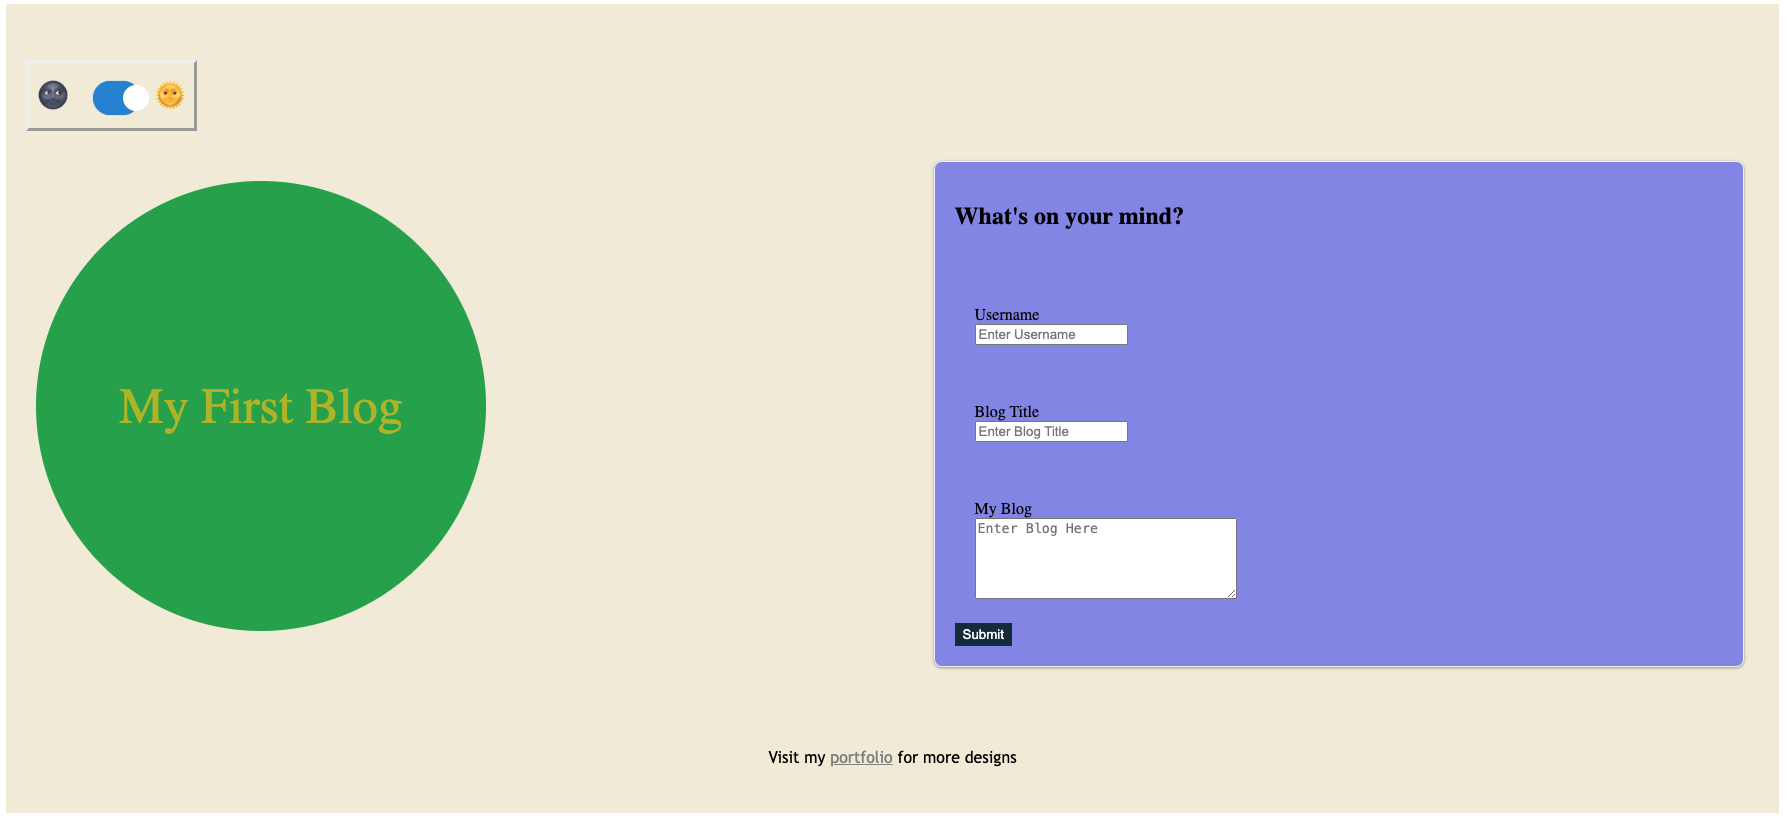 My First Blog
What's on your mind?
Username
Enter Username
Blog Title
Enter Blog Title
My Blog
Enter Blog Here
Submit
Visit my portfolio for more designs